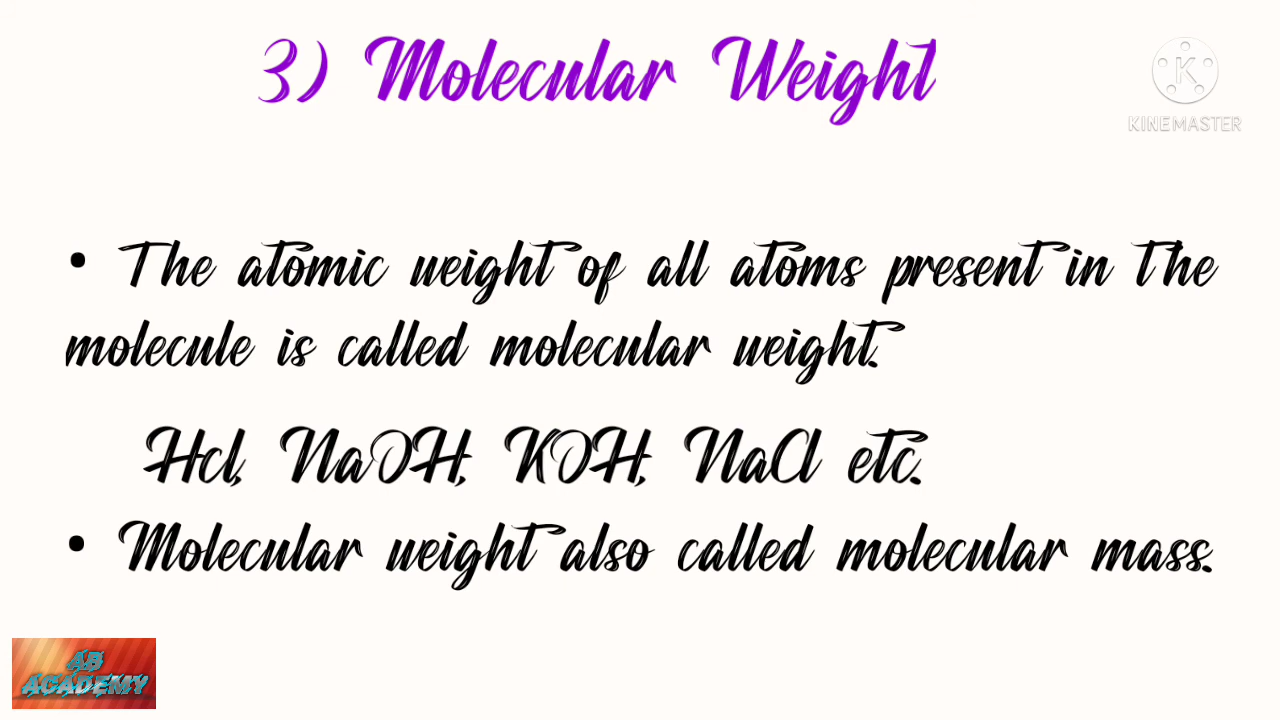 3) Molecular Weight
KINEMASTER
• The atomic weight of all atoms present in the
molecule is called molecular weight.
Hcl, NaOH, KOH, NaCl etc.
• Molecular weight also called molecular mass.
AB
ACADEMY